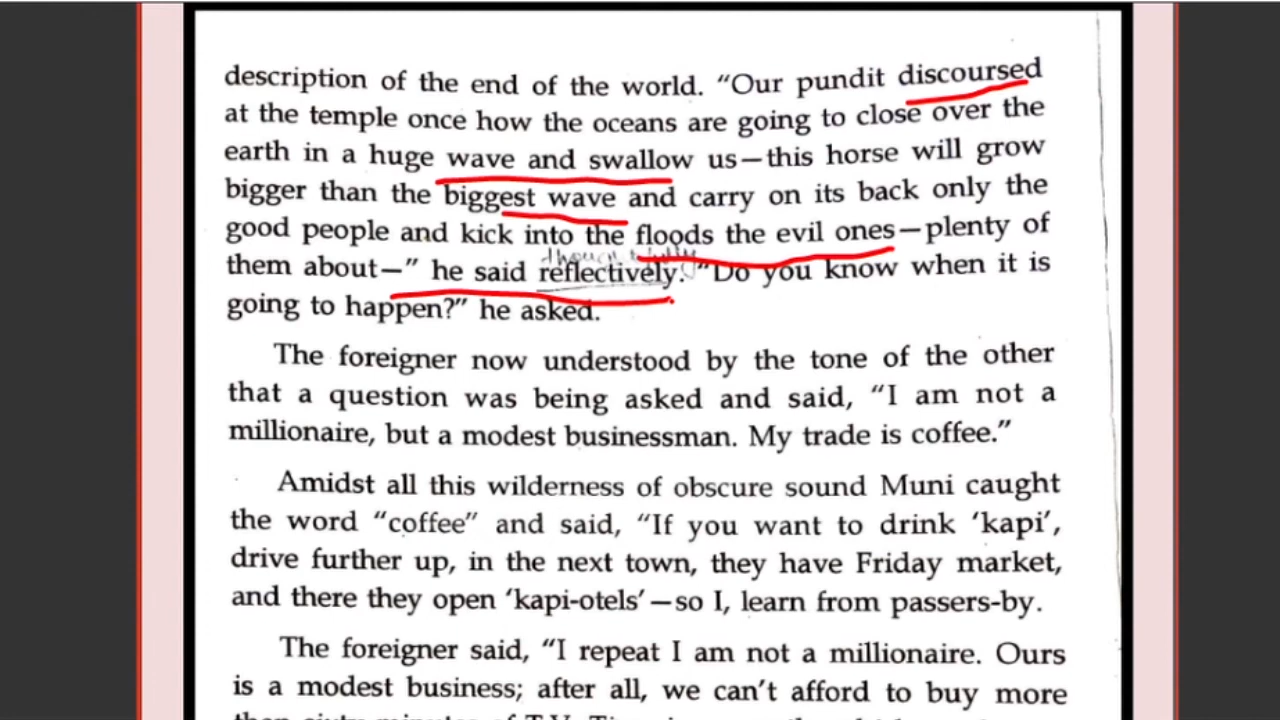 description of the end of the world. “Our pundit discoursed
at the temple once how the oceans are going to close over the
earth in a huge wave and swallow us—this horse will grow
bigger than the biggest wave and carry on its back only the
good people and kick into the floods the evil ones—plenty of
thoughtfully
them about—” he said reflectively. “Do you know when it is
going to happen?” he asked.
The foreigner now understood by the tone of the other
that a question was being asked and said, “I am not a
millionaire, but a modest businessman. My trade is coffee.”
Amidst all this wilderness of obscure sound Muni caught
the word “coffee” and said, “If you want to drink ‘kapi’,
drive further up, in the next town, they have Friday market,
and there they open ‘kapi-otels’—so I, learn from passers-by.
The foreigner said, “I repeat I am not a millionaire. Ours
is a modest business; after all, we can’t afford to buy more